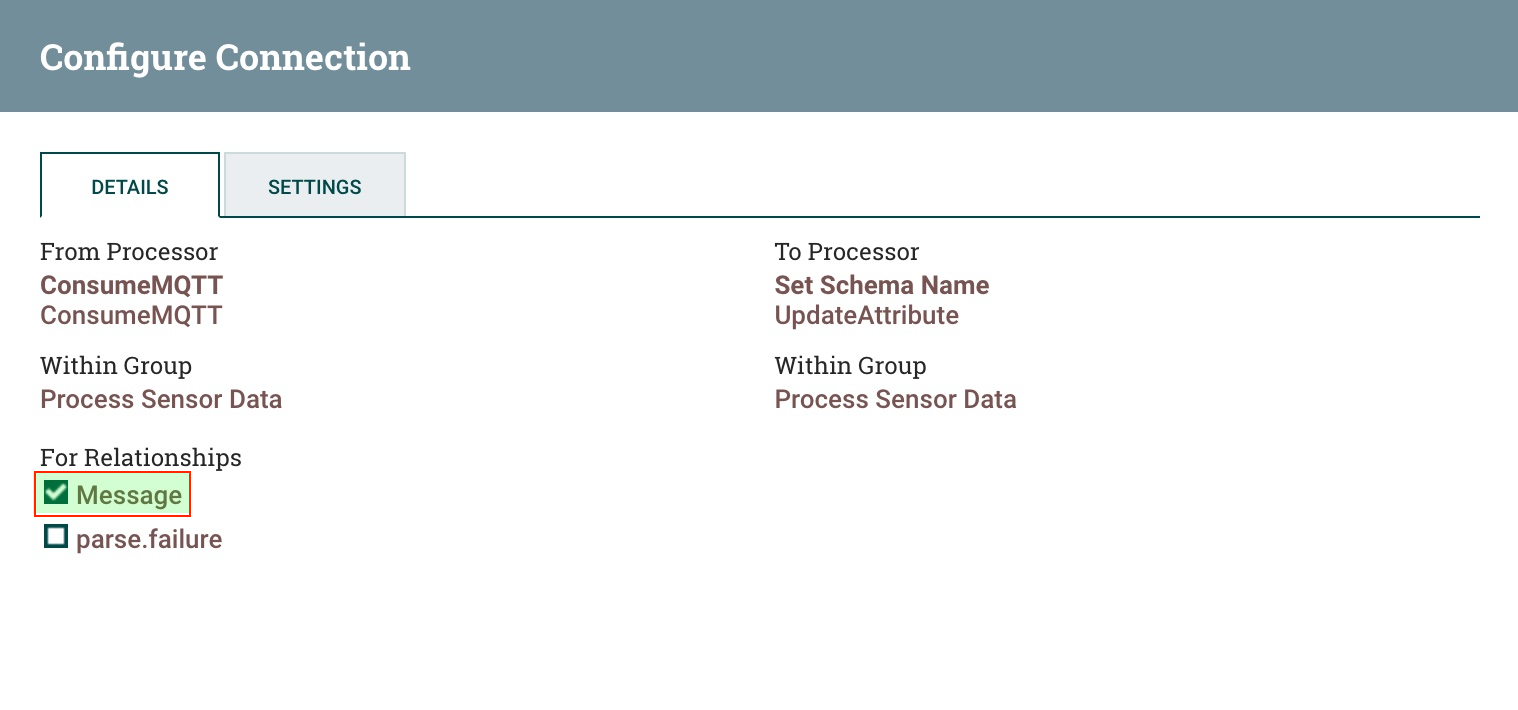 Configure Connection
DETAILS
SETTINGS
From Processor
ConsumeMQTT
ConsumeMQTT
Within Group
Process Sensor Data
For Relationships
Message
parse.failure
To Processor
Set Schema Name
UpdateAttribute
Within Group
Process Sensor Data